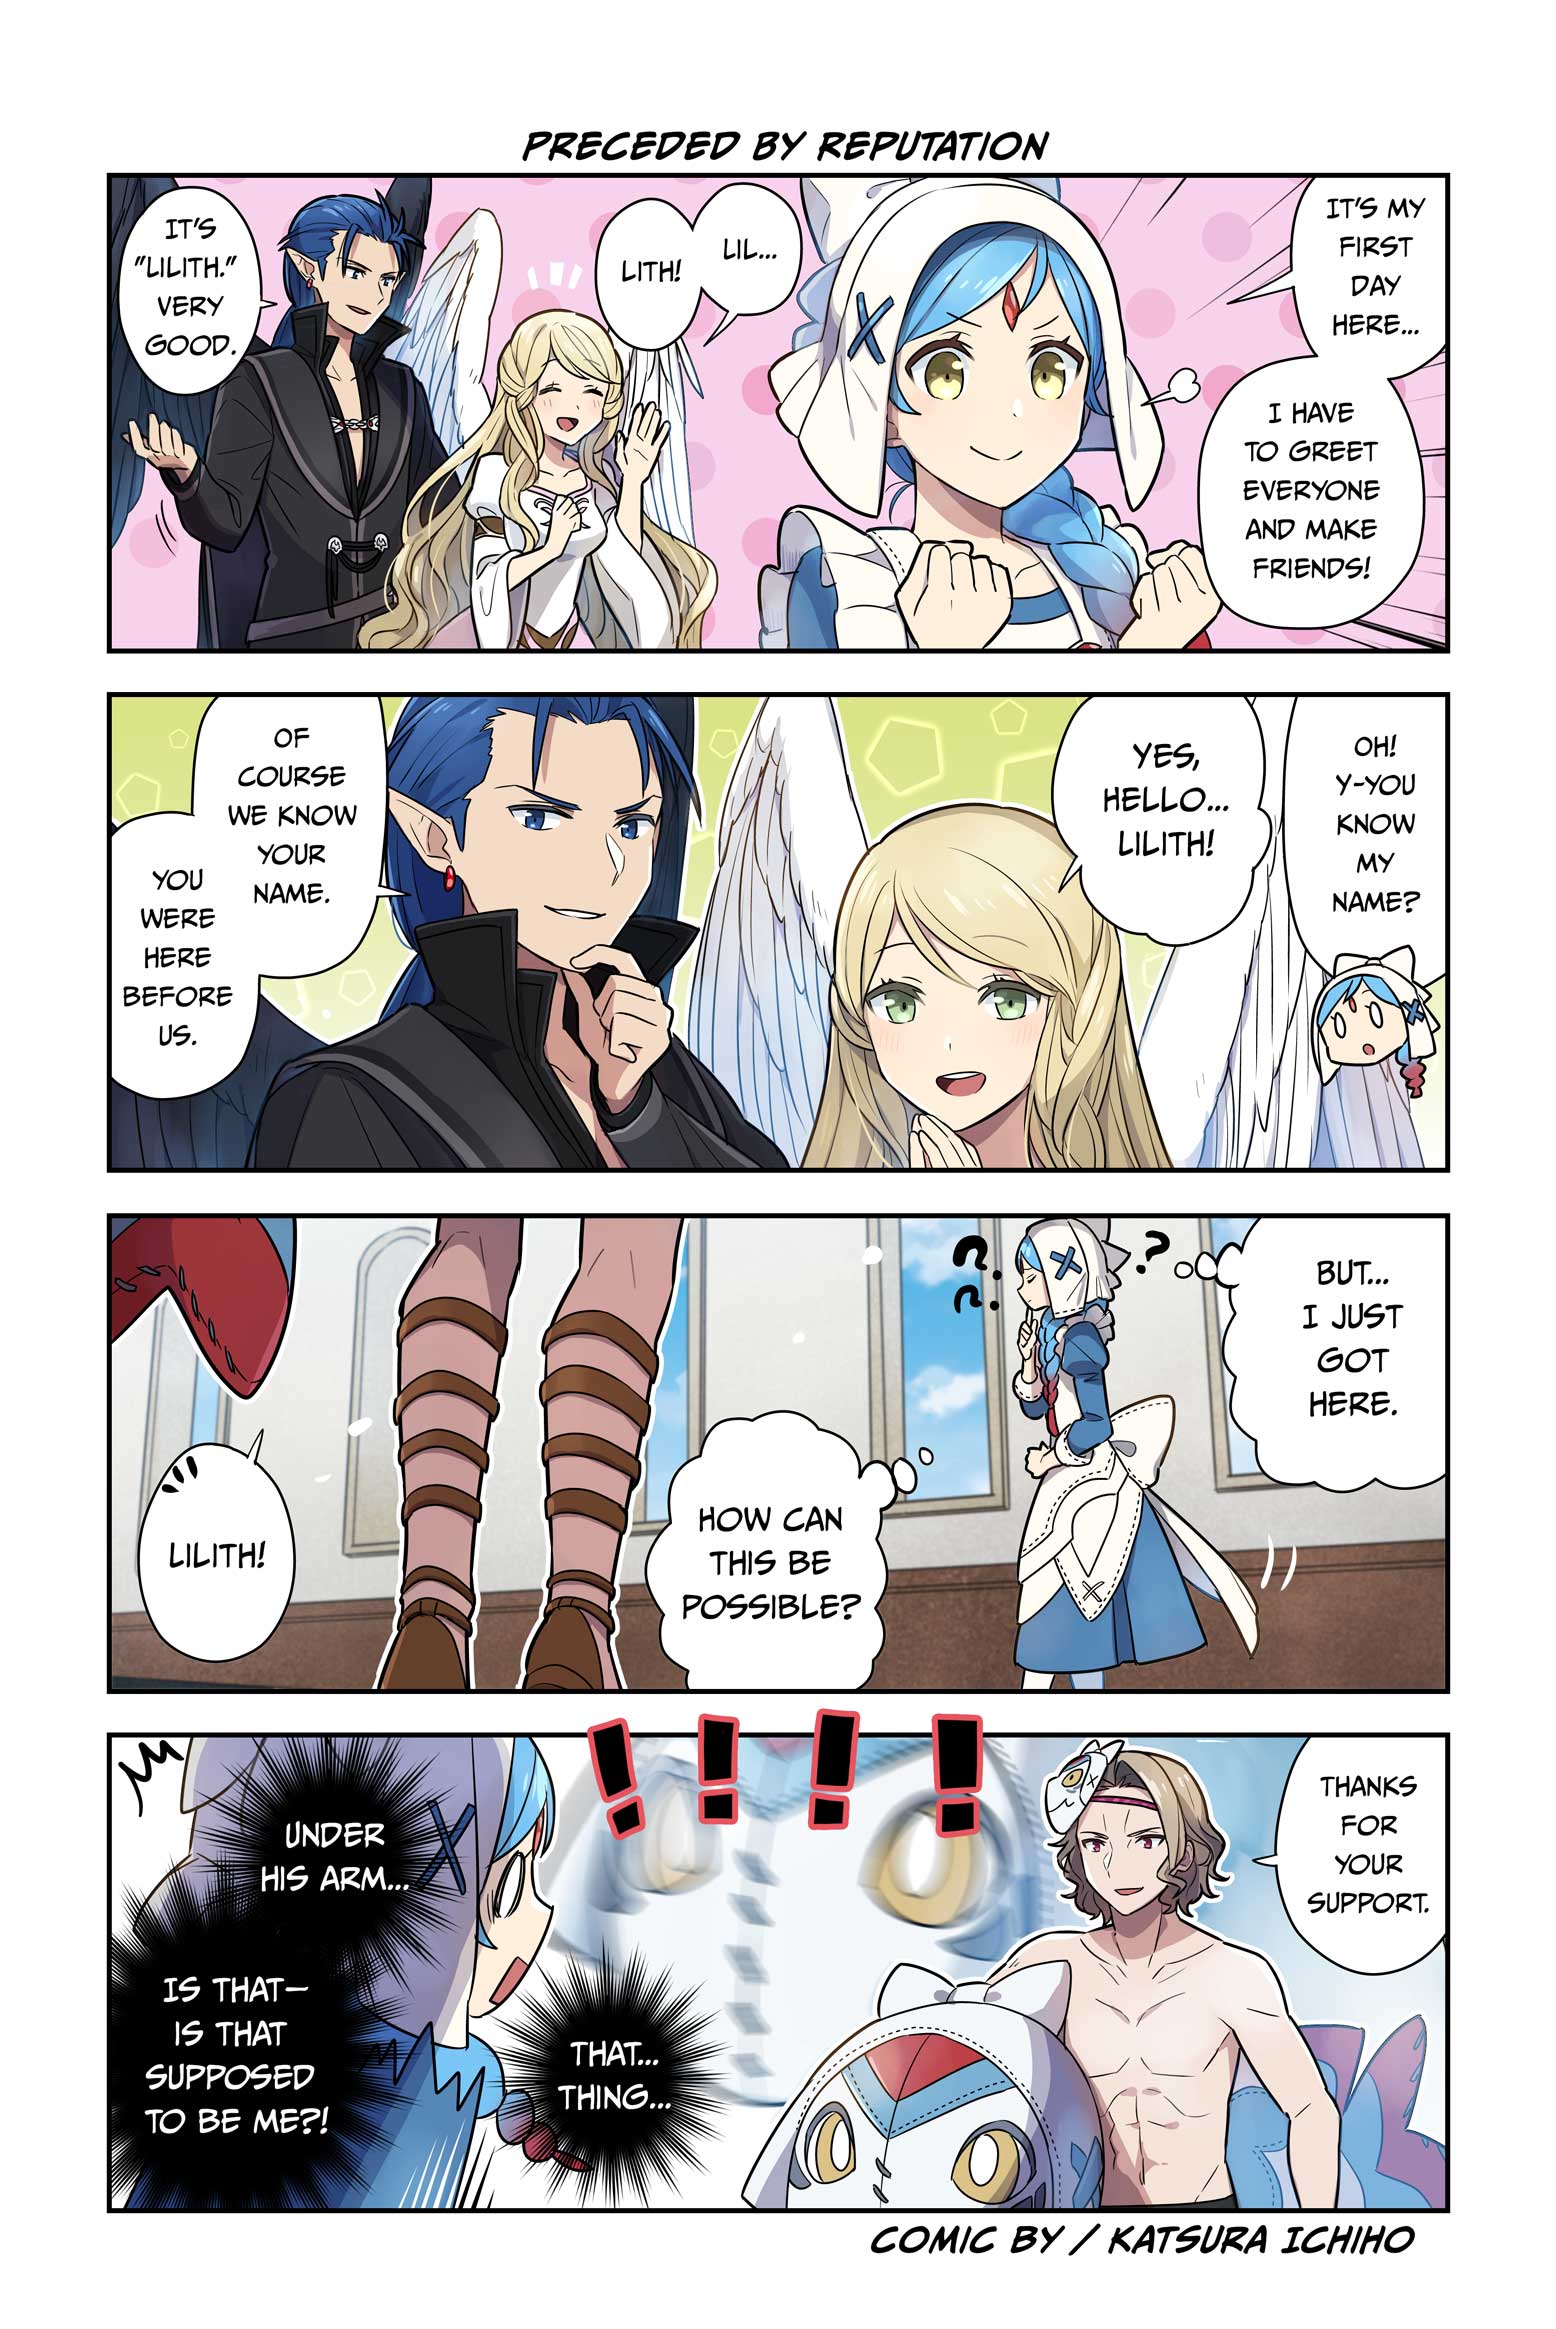 PRECEDED BY REPUTATION
IT'S MY
FIRST
DAY
HERE...
I HAVE
TO GREET
EVERYONE
AND MAKE
FRIENDS!
LIL...
LITH!
IT'S
"LILITH."
VERY
GOOD.
OH!
Y-YOU
KNOW
MY
NAME?
YES,
HELLO...
LILITH!
OF
COURSE
WE KNOW
YOUR
NAME.
YOU
WERE
HERE
BEFORE
US.
BUT...
I JUST
GOT
HERE.
?
?
?
HOW CAN
THIS BE
POSSIBLE?
LILITH!
THANKS
FOR
YOUR
SUPPORT.
! ! ! !
THAT...
THING...
UNDER
HIS ARM...
IS THAT—
IS THAT
SUPPOSED
TO BE ME?!
COMIC BY / KATSURA ICHIHO